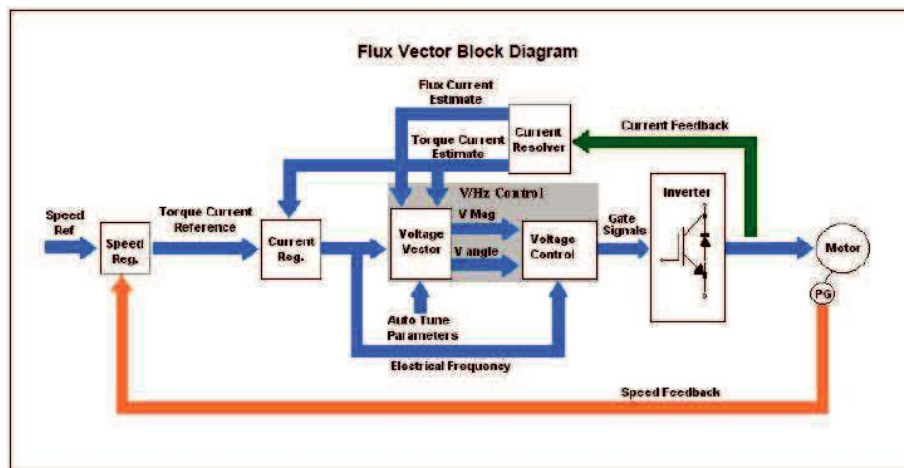 Flux Vector Block Diagram
Flux Current
Estimate
Current
Resolver
Current Feedback
Torque Current
Estimate
V/Hz Control
Inverter
Speed
Ref
Torque Current
Reference
V Mag
Gate
Signals
Speed
Reg.
Current
Reg.
Voltage
Vector
Voltage
Control
Motor
V angle
PG
Auto Tune
Parameters
Electrical Frequency
Speed Feedback